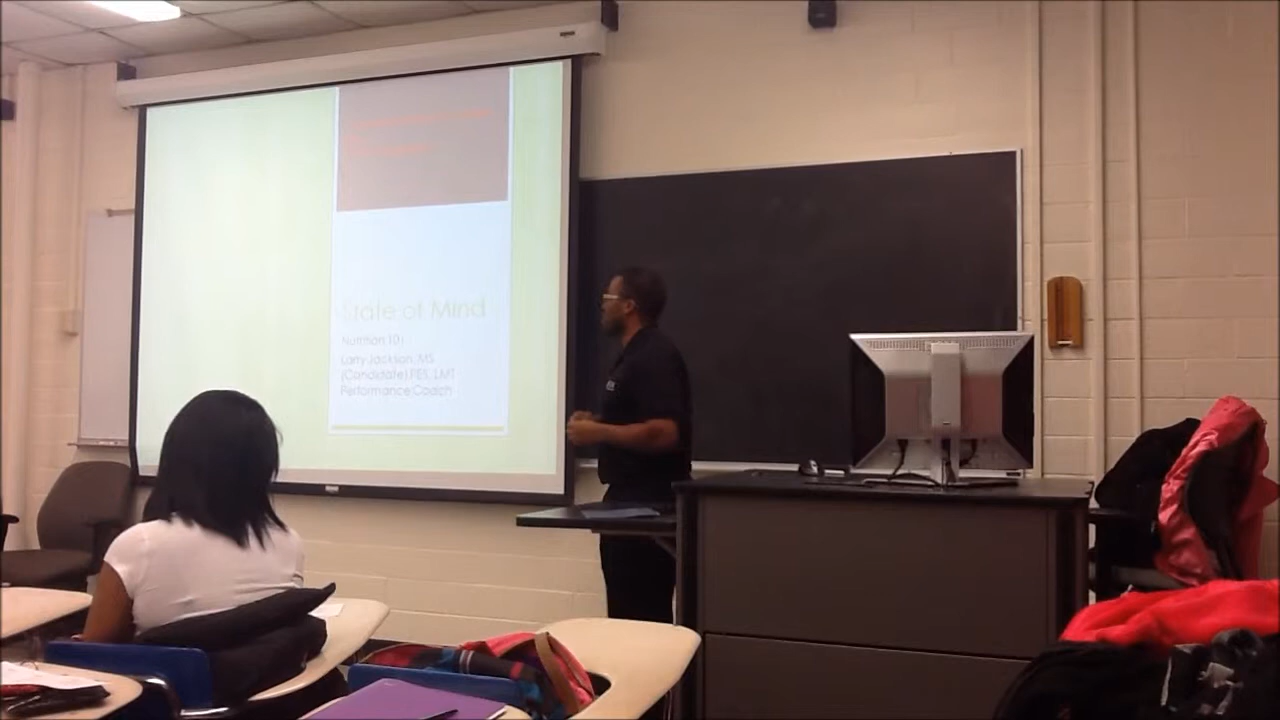 State of Mind
Nutrition 101
Larry Jackson, MS
(Candidate) PES, LMT
Performance Coach